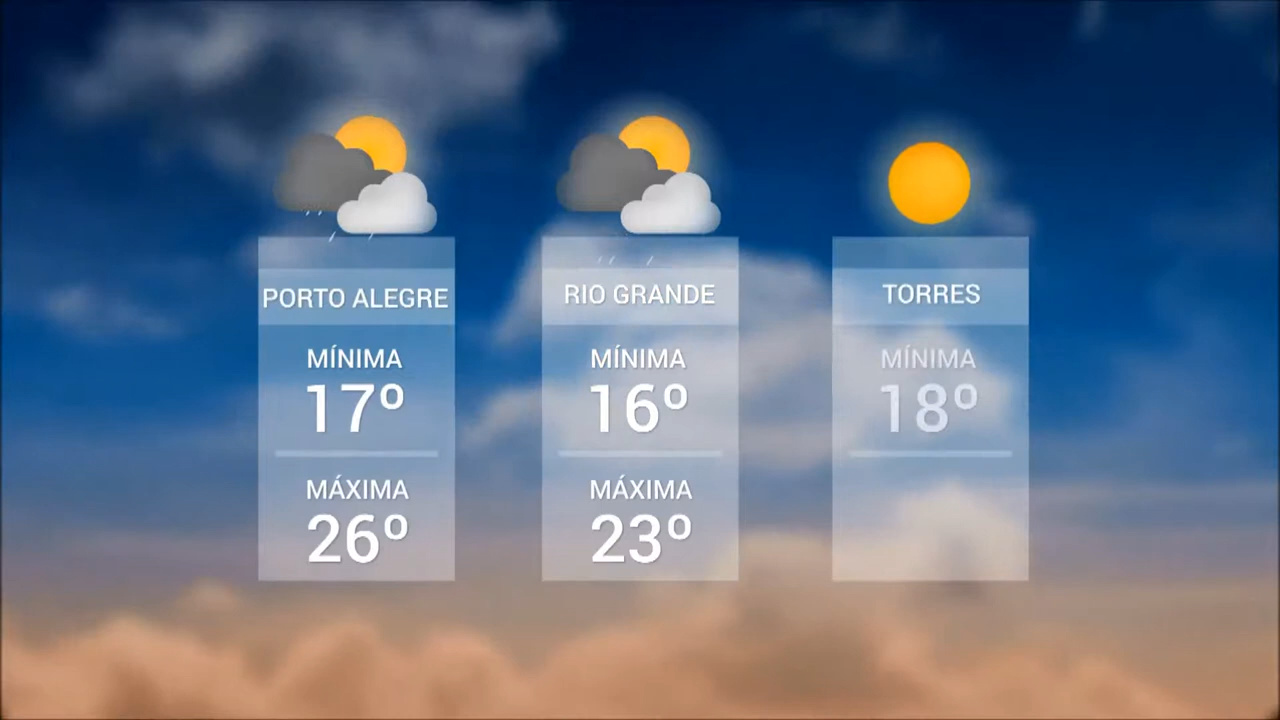 PORTO ALEGRE
MÍNIMA
17º
MÁXIMA
26º
RIO GRANDE
MÍNIMA
16º
MÁXIMA
23º
TORRES
MÍNIMA
18º